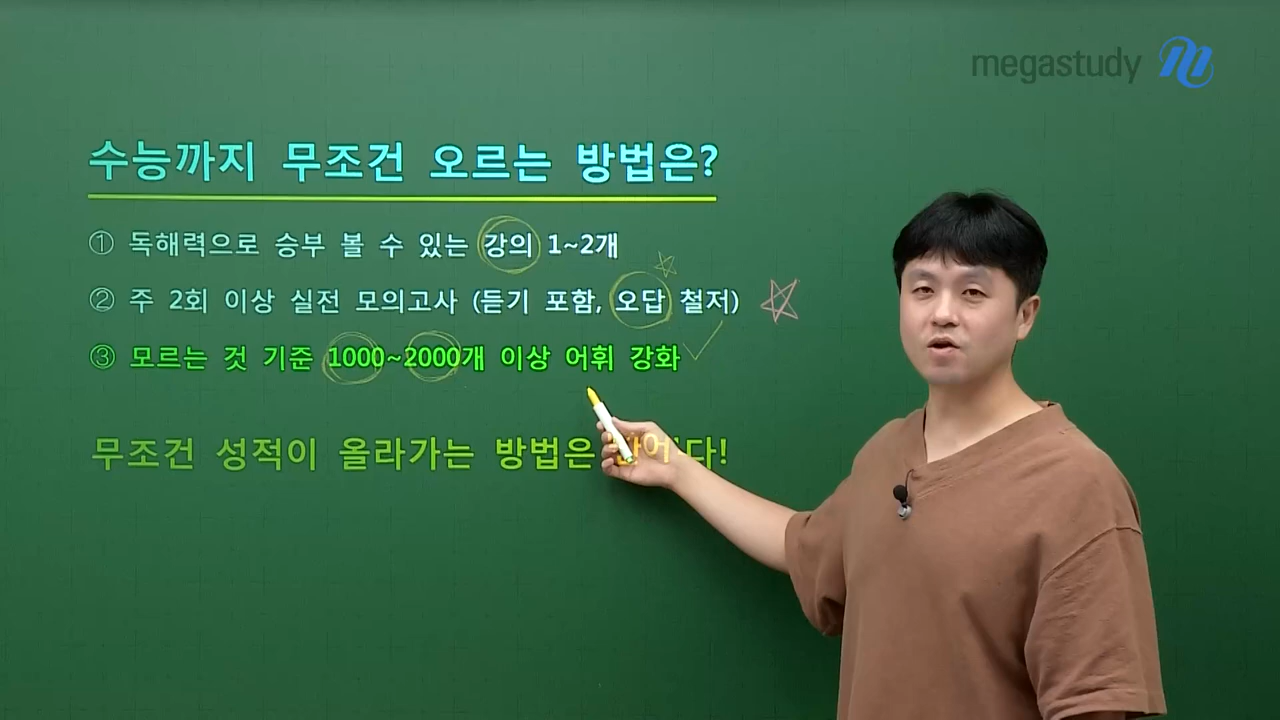 megastudy
수능까지 무조건 오르는 방법은?
① 독해력으로 승부 볼 수 있는 강의 1~2개
② 주 2회 이상 실전 모의고사 (듣기 포함, 오답 철저)
③ 모르는 것 기준 1000~2000개 이상 어휘 강화
무조건 성적이 올라가는 방법은